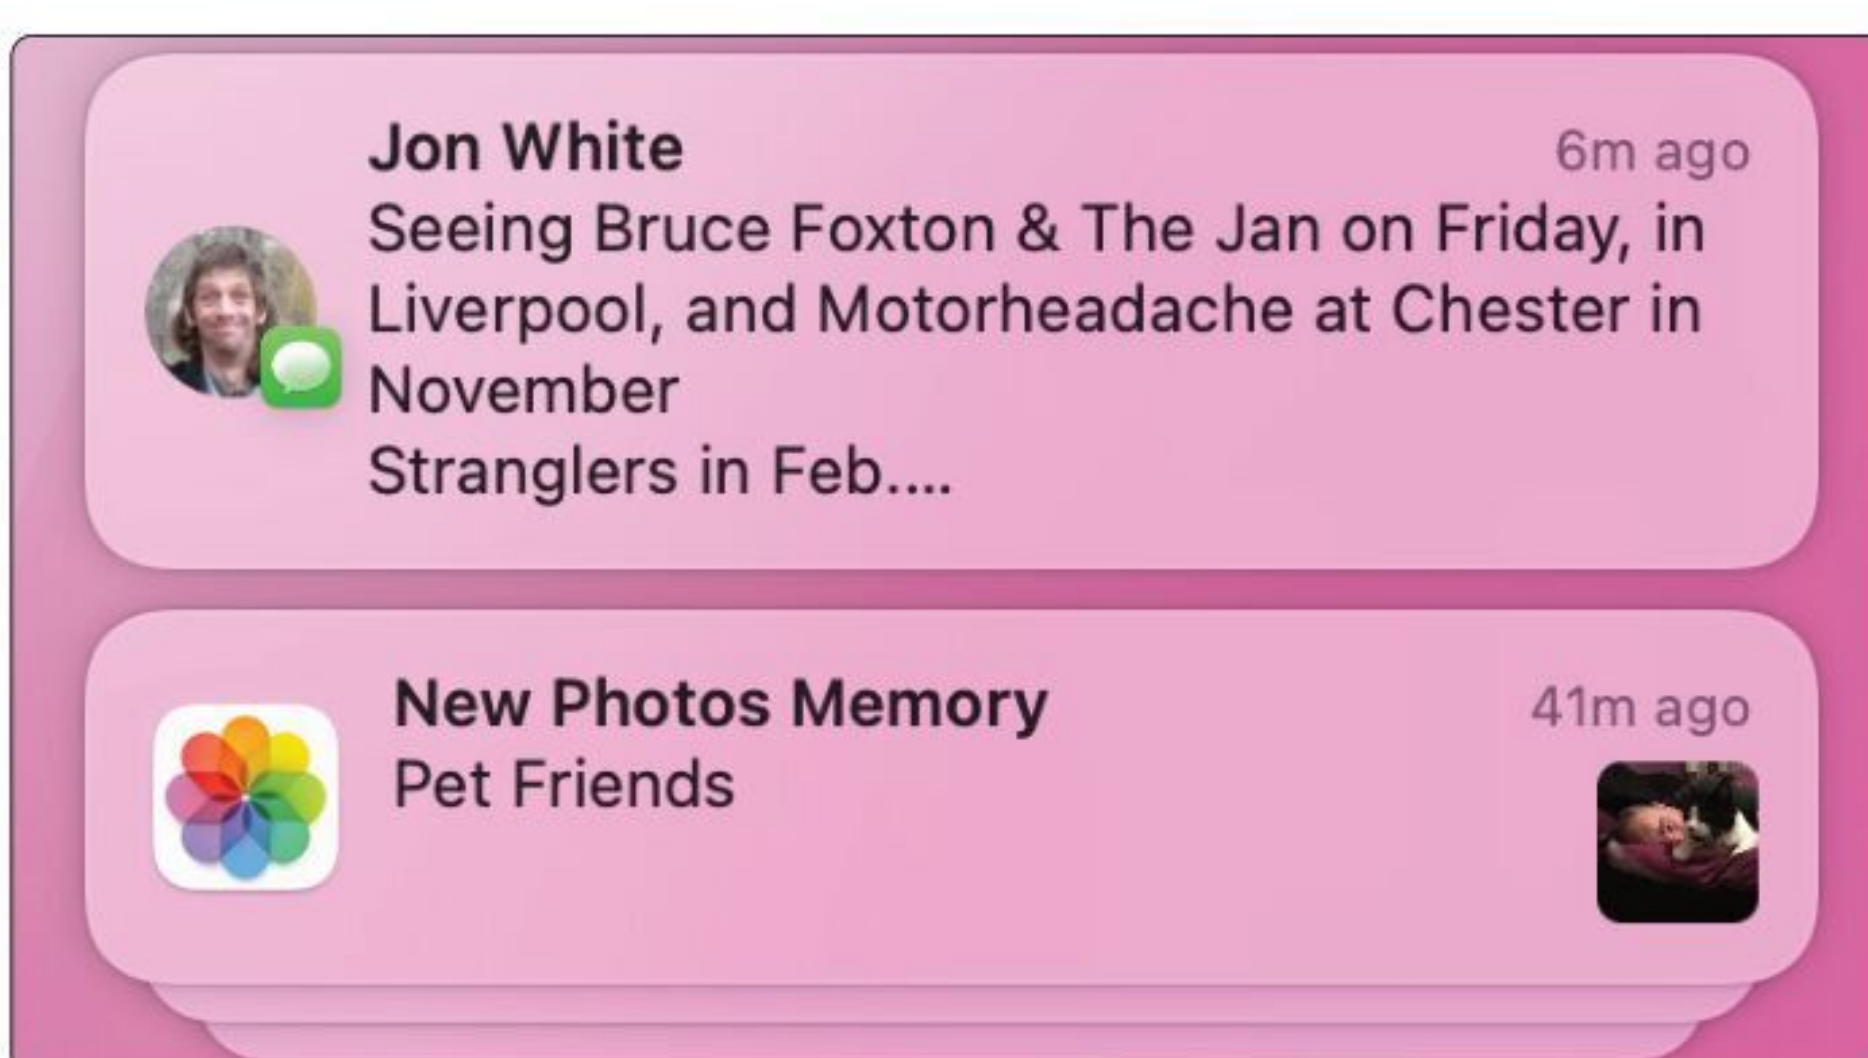 Jon White
6m ago
Seeing Bruce Foxton & The Jan on Friday, in
Liverpool, and Motorheadache at Chester in
November
Stranglers in Feb....
New Photos Memory
41m ago
Pet Friends